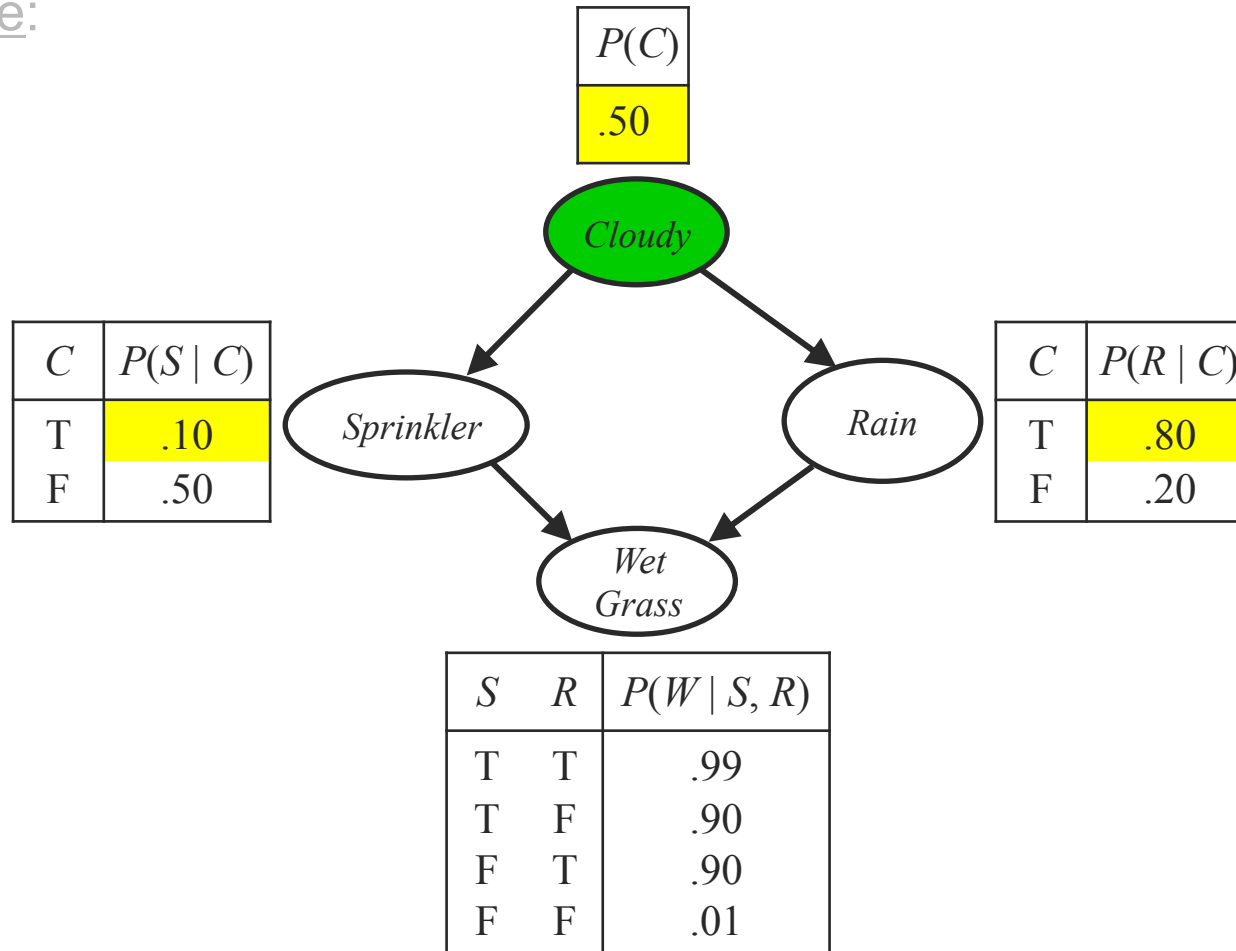 e:
P(C)
.50
Cloudy
C P(S | C)
T .10
F .50
Sprinkler
Rain
C P(R | C)
T .80
F .20
Wet
Grass
S R P(W | S, R)
T T .99
T F .90
F T .90
F F .01